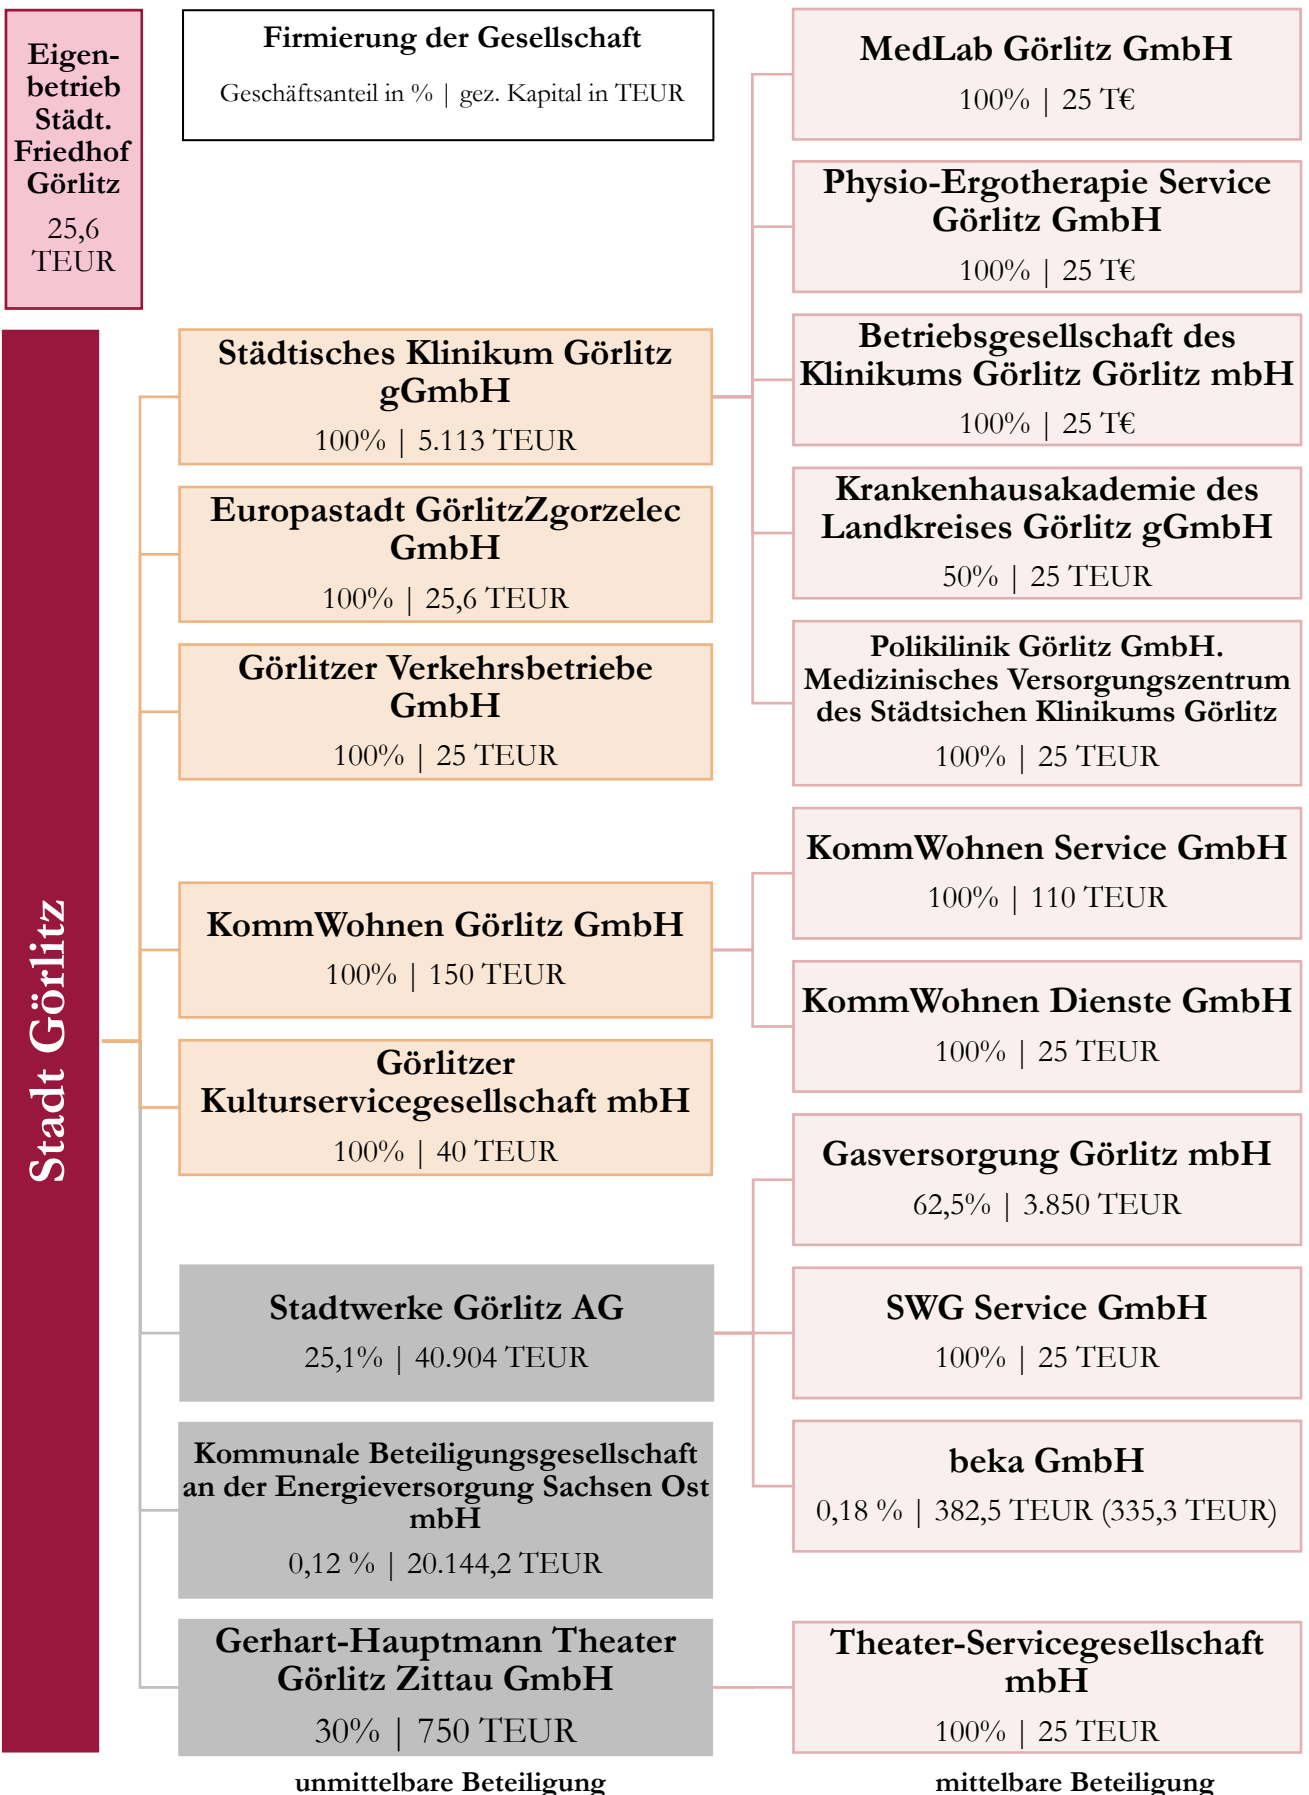 Eigen-
betrieb
Städt.
Friedhof
Görlitz
25,6
TEUR
Firmierung der Gesellschaft
Geschäftsanteil in % | gez. Kapital in TEUR
Stadt Görlitz
Städtisches Klinikum Görlitz
gGmbH
100% | 5.113 TEUR
Europastadt GörlitzZgorzelec
GmbH
100% | 25,6 TEUR
Görlitzer Verkehrsbetriebe
GmbH
100% | 25 TEUR
KommWohnen Görlitz GmbH
100% | 150 TEUR
Görlitzer
Kulturservicegesellschaft mbH
100% | 40 TEUR
Stadtwerke Görlitz AG
25,1% | 40.904 TEUR
Kommunale Beteiligungsgesellschaft
an der Energieversorgung Sachsen Ost
mbH
0,12 % | 20.144,2 TEUR
Gerhart-Hauptmann Theater
Görlitz Zittau GmbH
30% | 750 TEUR
unmittelbare Beteiligung
MedLab Görlitz GmbH
100% | 25 T€
Physio-Ergotherapie Service
Görlitz GmbH
100% | 25 T€
Betriebsgesellschaft des
Klinikums Görlitz Görlitz mbH
100% | 25 T€
Krankenhausakademie des
Landkreises Görlitz gGmbH
50% | 25 TEUR
Polikilinik Görlitz GmbH.
Medizinisches Versorgungszentrum
des Städtsichen Klinikums Görlitz
100% | 25 TEUR
KommWohnen Service GmbH
100% | 110 TEUR
KommWohnen Dienste GmbH
100% | 25 TEUR
Gasversorgung Görlitz mbH
62,5% | 3.850 TEUR
SWG Service GmbH
100% | 25 TEUR
beka GmbH
0,18 % | 382,5 TEUR (335,3 TEUR)
Theater-Servicegesellschaft
mbH
100% | 25 TEUR
mittelbare Beteiligung